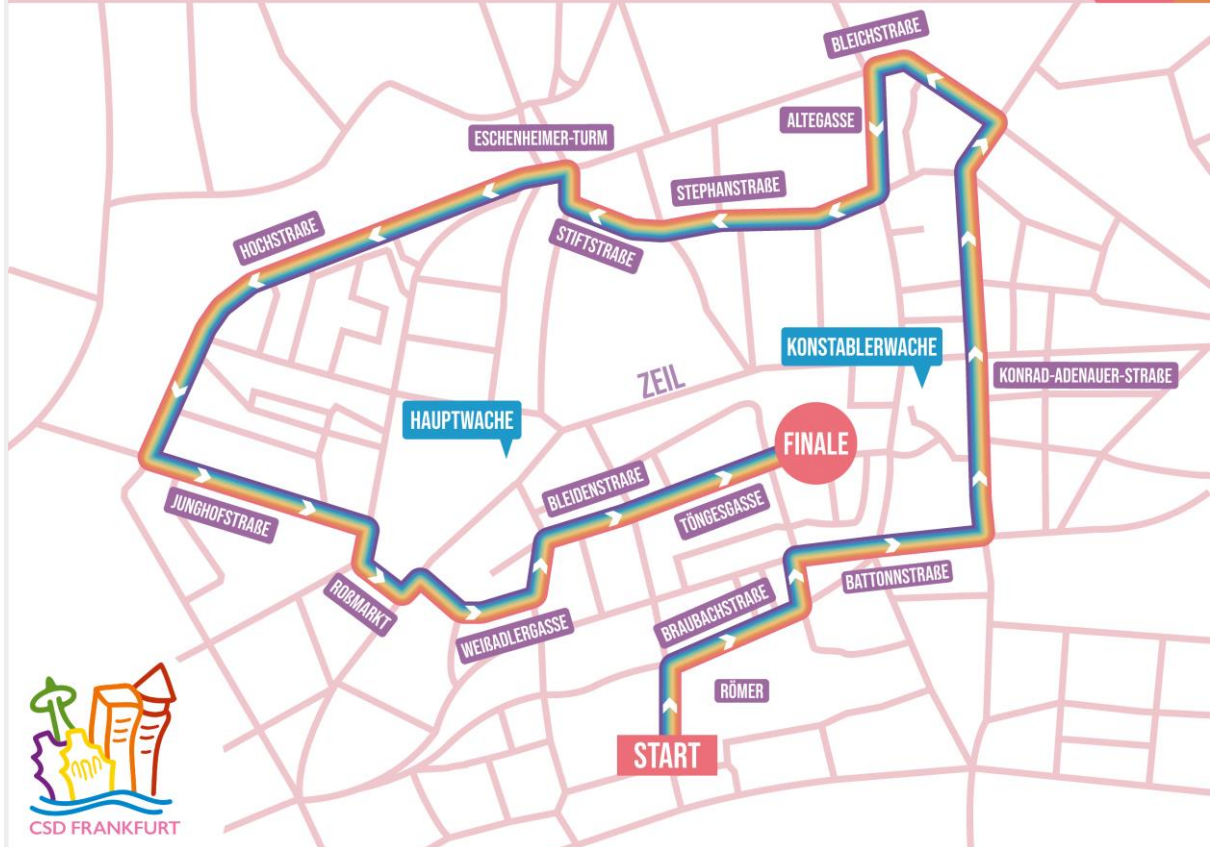 BLEICHSTRAßE
ALTEGASSE
ESCHENHEIMER-TURM
STEPHANSTRAßE
STIFTSTRAßE
HOCHSTRAßE
KONSTABLERWACHE
ZEIL
KONRAD-ADENAUER-STRAßE
HAUPTWACHE
FINALE
BLEIDENSTRAßE
TÖNGESGASSE
JUNGHOFSTRAßE
BATTONNSTRAßE
ROßMARKT
WEIßADLERGASSE
BRAUBACHSTRAßE
RÖMER
START
CSD FRANKFURT